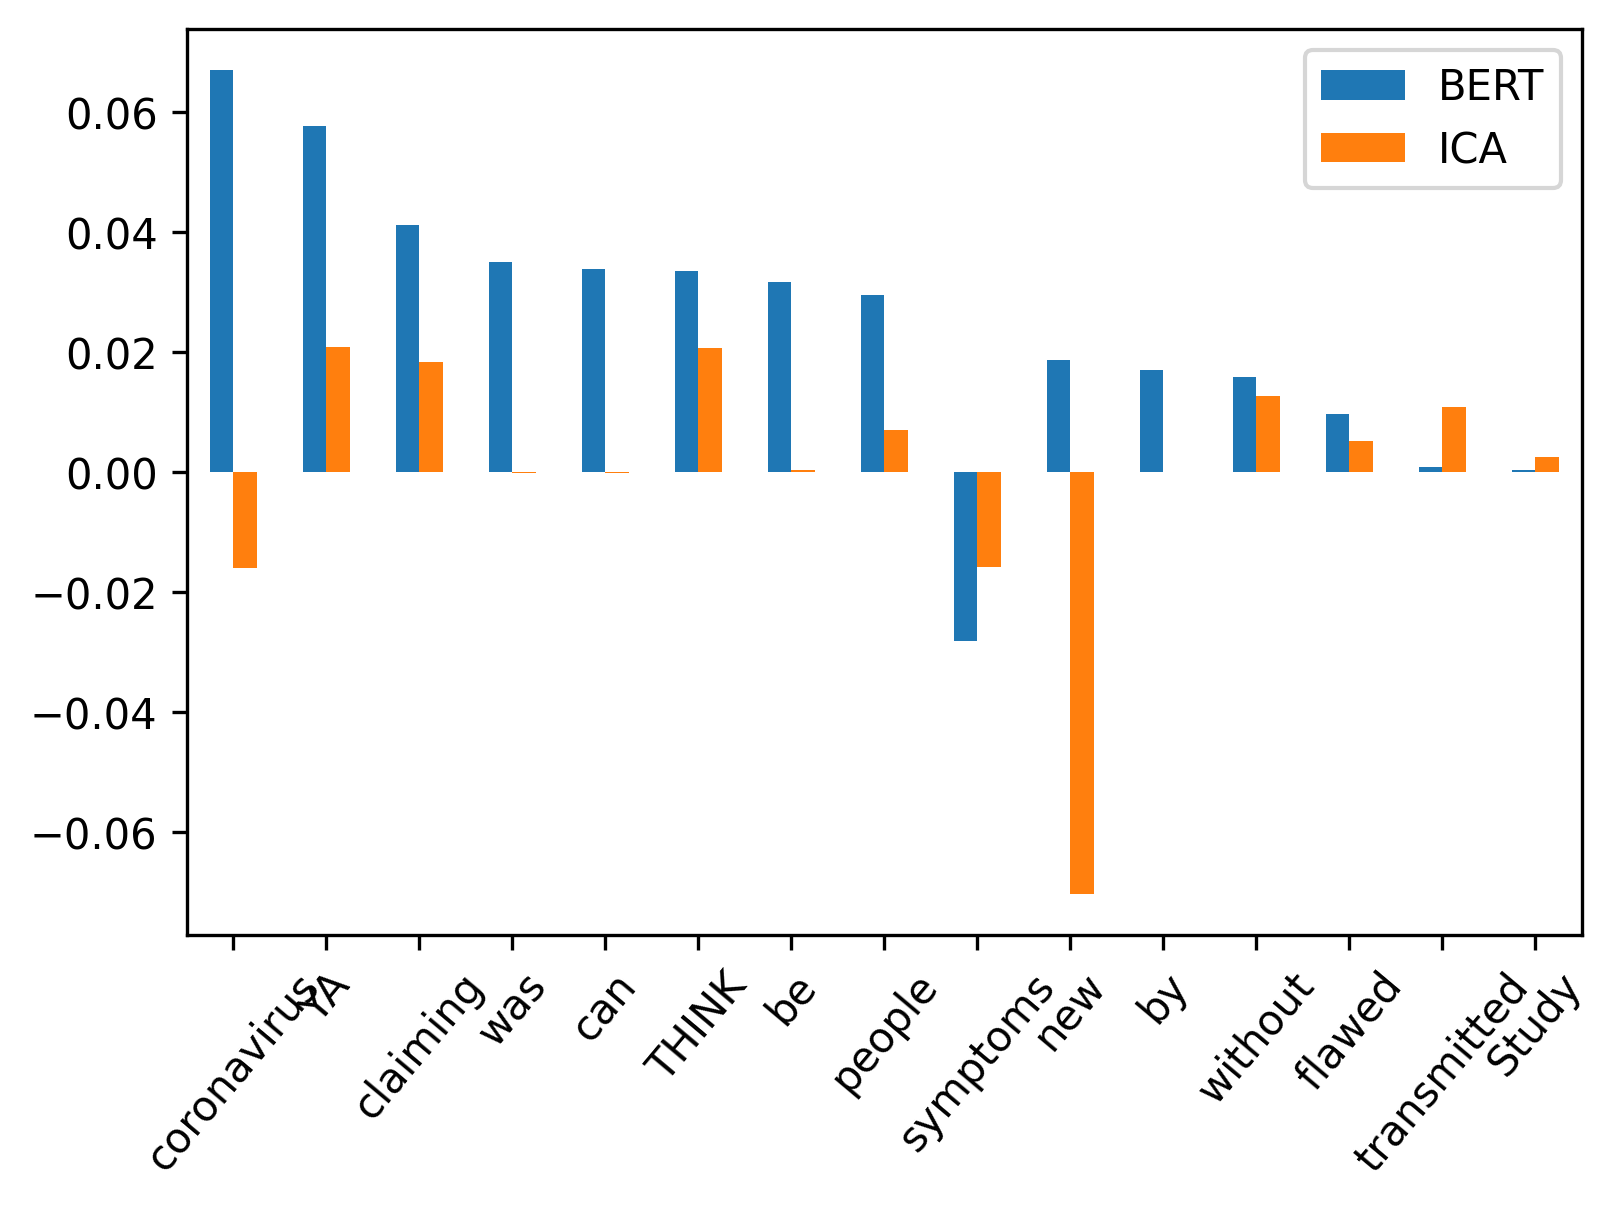 BERT
ICA
0.06
0.04
0.02
0.00
−0.02
−0.04
−0.06
coronavirus
YA
claiming
was
can
THINK
be
people
symptoms
new
by
without
flawed
transmitted
Study